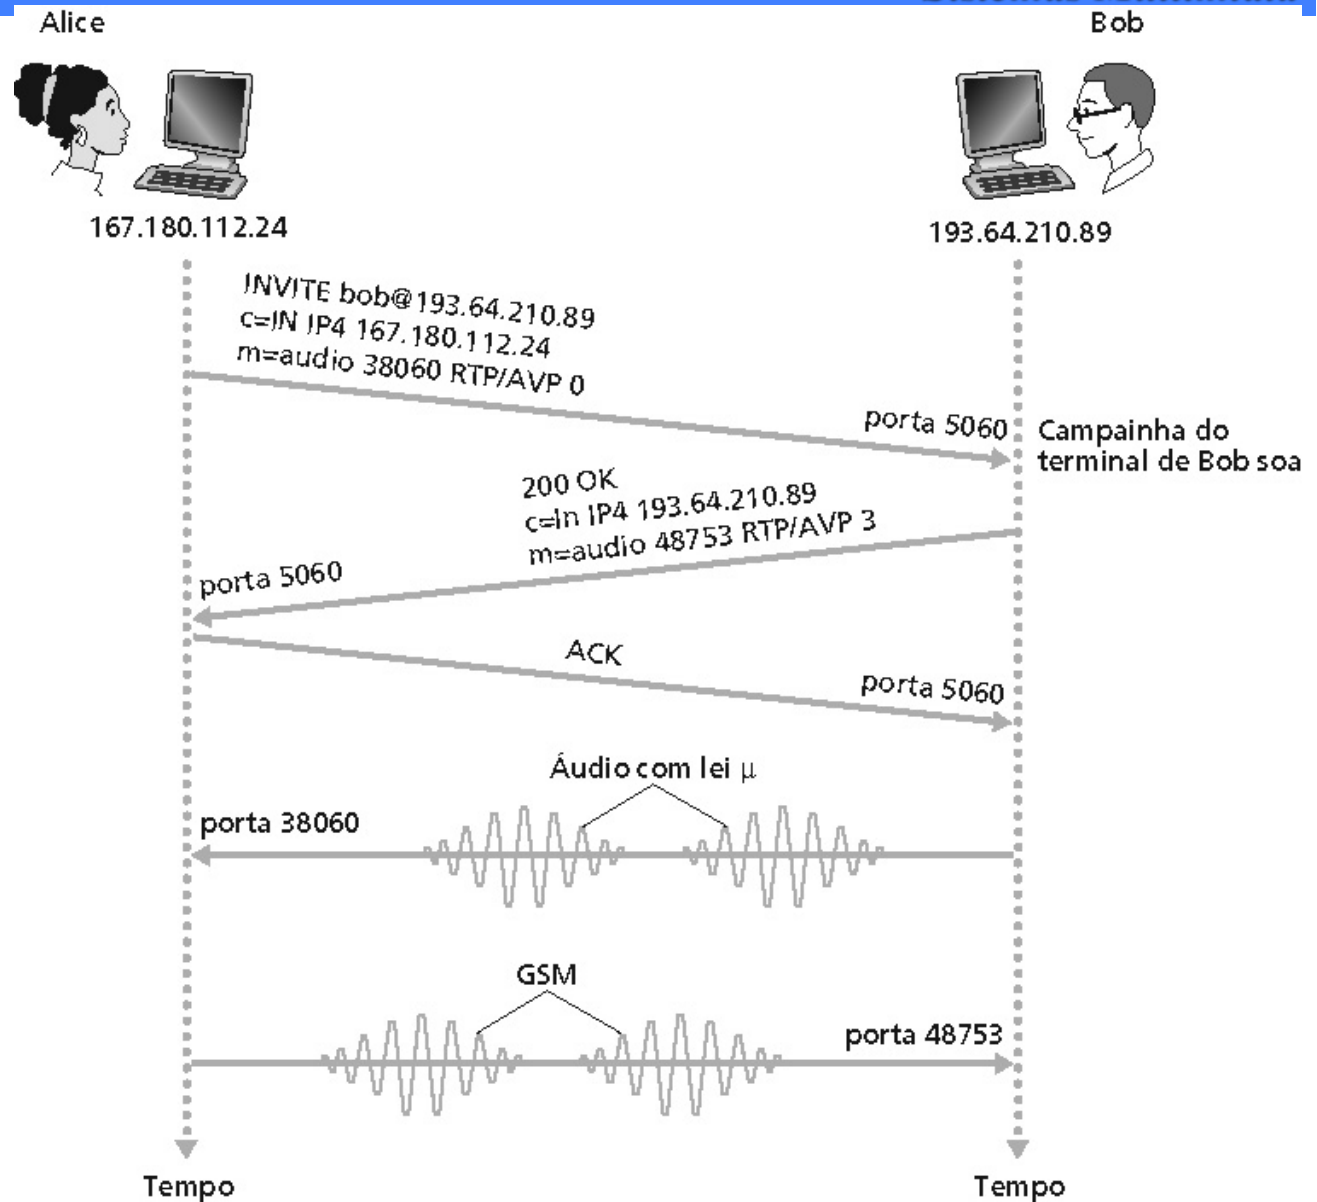 Alice
Bob
167.180.112.24
193.64.210.89
INVITE bob@193.64.210.89
c=IN IP4 167.180.112.24
m=audio 38060 RTP/AVP 0
porta 5060
Campainha do
terminal de Bob soa
200 OK
c=In IP4 193.64.210.89
m=audio 48753 RTP/AVP 3
porta 5060
ACK
porta 5060
Áudio com lei μ
porta 38060
GSM
porta 48753
Tempo
Tempo